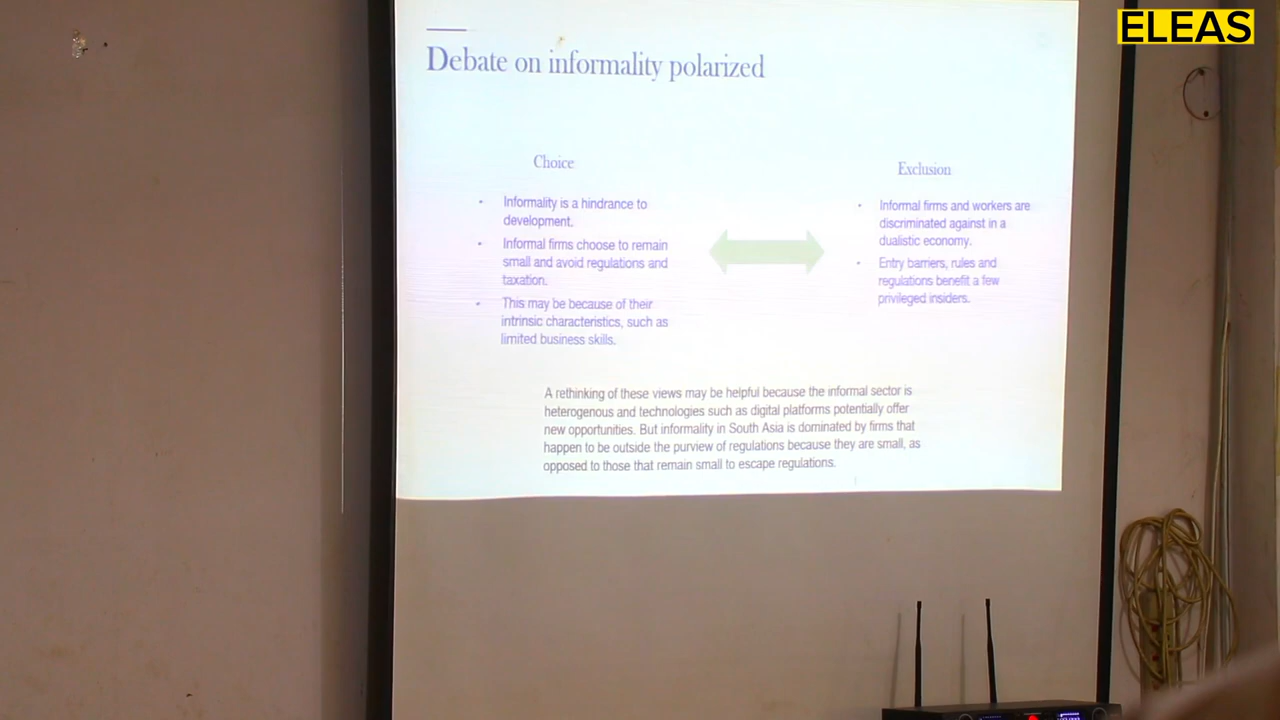 ELEAS
Debate on informality polarized
Choice
Informality is a hindrance to
development.
Informal firms choose to remain
small and avoid regulations and
taxation.
This may be because of their
intrinsic characteristics, such as
limited business skills.
Exclusion
Informal firms and workers are
discriminated against in a
dualistic economy.
Entry barriers, rules and
regulations benefit a few
privileged insiders.
A rethinking of these views may be helpful because the informal sector is
heterogenous and technologies such as digital platforms potentially offer
new opportunities. But informality in South Asia is dominated by firms that
happen to be outside the purview of regulations because they are small, as
opposed to those that remain small to escape regulations.